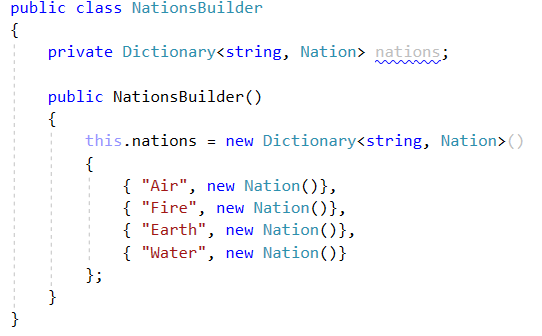 public class NationsBuilder
{
    private Dictionary<string, Nation> nations;
    public NationsBuilder()
    {
        this.nations = new Dictionary<string, Nation>()
        {
            { "Air", new Nation()},
            { "Fire", new Nation()},
            { "Earth", new Nation()},
            { "Water", new Nation()}
        };
    }
}